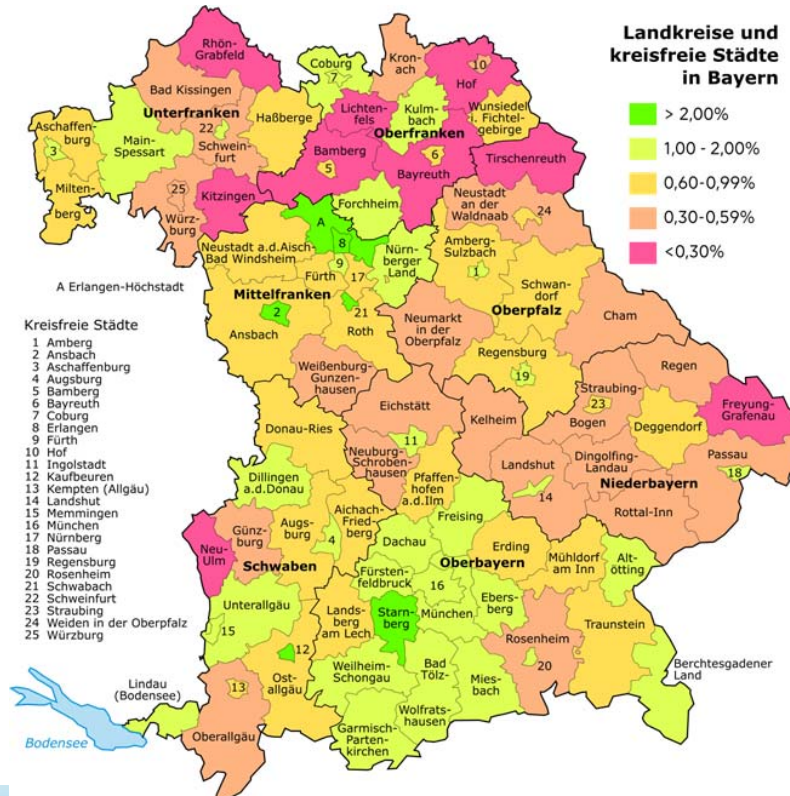 Landkreise und
kreisfreie Städte
in Bayern
> 2,00%
1,00 - 2,00%
0,60-0,99%
0,30-0,59%
<0,30%
Rhön-
Grabfeld
Bad Kissingen
Unterfranken
Aschaffen-
burg
3
Main-
Spessart
22
Schwein-
furt
Haßberge
Milten-
berg
25
Würz-
burg
Kitzingen
Coburg
7
Kro-
nach
Hof
10
Lichten-
fels
Kulm-
bach
Oberfranken
Wunsiedel
i. Fichtel-
gebirge
Bamberg
5
6
Bayreuth
Forchheim
Tirschenreuth
A
8
Neustadt a.d.Aisch-
Bad Windsheim
9
Fürth
17
Nürn-
berger
Land
Mittelfranken
2
21
Ansbach
Roth
Weißenburg-
Gunzen-
hausen
Neustadt
an der
Waldnaab
24
Amberg-
Sulzbach
1
Schwan-
dorf
Oberpfalz
Neumarkt
in der
Oberpfalz
Cham
Regensburg
19
A Erlangen-Höchstadt
Kreisfreie Städte
1 Amberg
2 Ansbach
3 Aschaffenburg
4 Augsburg
5 Bamberg
6 Bayreuth
7 Coburg
8 Erlangen
9 Fürth
10 Hof
11 Ingolstadt
12 Kaufbeuren
13 Kempten (Allgäu)
14 Landshut
15 Memmingen
16 München
17 Nürnberg
18 Passau
19 Regensburg
20 Rosenheim
21 Schwabach
22 Schweinfurt
23 Straubing
24 Weiden in der Oberpfalz
25 Würzburg
Regen
Straubing-
23
Bogen
Freyung-
Grafenau
Deggendorf
Kelheim
Landshut
14
Dingolfing-
Landau
Passau
18
Niederbayern
Rottal-Inn
Eichstätt
11
Neuburg-
Schroben-
hausen
Pfaffen-
hofen
a.d.Ilm
Donau-Ries
Dillingen
a.d.Donau
Aichach-
Fried-
berg
Günz-
burg
Augs-
burg
4
Neu-
Ulm
Schwaben
Unterallgäu
15
12
Ost-
allgäu
13
Oberallgäu
Lindau
(Bodensee)
Bodensee
Freising
Dachau
Oberbayern
Erding
Mühldorf
am Inn
Alt-
ötting
Fürsten-
feldbruck
16
München
Ebers-
berg
Lands-
berg
am Lech
Starn-
berg
Rosenheim
20
Traunstein
Berchtesgadener
Land
Weilheim-
Schongau
Bad
Tölz-
Wolfrats-
hausen
Mies-
bach
Garmisch-
Parten-
kirchen